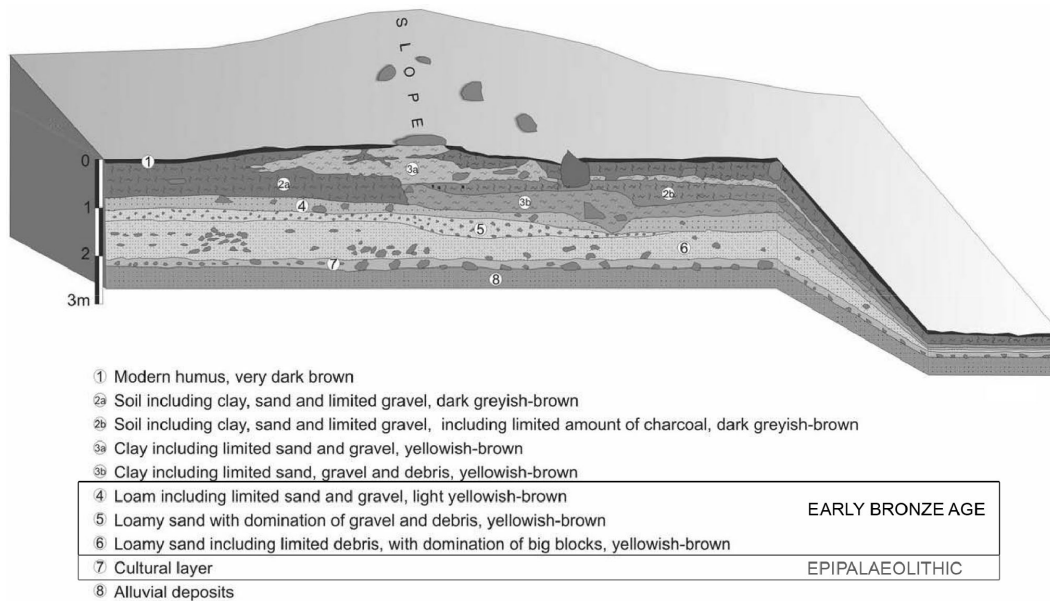 SLOPE
0
1
2
3m
1
2a
3a
2b
3b
4
5
6
7
8
1 Modern humus, very dark brown
2a Soil including clay, sand and limited gravel, dark greyish-brown
2b Soil including clay, sand and limited gravel, including limited amount of charcoal, dark greyish-brown
3a Clay including limited sand and gravel, yellowish-brown
3b Clay including limited sand, gravel and debris, yellowish-brown
4 Loam including limited sand and gravel, light yellowish-brown
5 Loamy sand with domination of gravel and debris, yellowish-brown
EARLY BRONZE AGE
6 Loamy sand including limited debris, with domination of big blocks, yellowish-brown
7 Cultural layer
EPIPALAEOLITHIC
8 Alluvial deposits